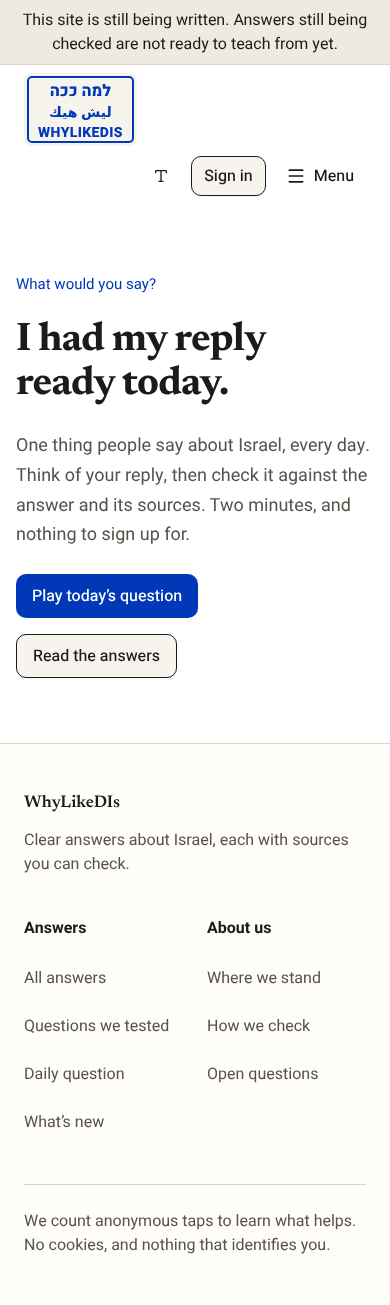 This site is still being written. Answers still being
checked are not ready to teach from yet.
למה ככה
ليش هيك
WHYLIKEDIS
T
Sign in
Menu
What would you say?
I had my reply
ready today.
One thing people say about Israel, every day.
Think of your reply, then check it against the
answer and its sources. Two minutes, and
nothing to sign up for.
Play today’s question
Read the answers
WhyLikeDIs
Clear answers about Israel, each with sources
you can check.
Answers
All answers
Questions we tested
Daily question
What’s new
About us
Where we stand
How we check
Open questions
We count anonymous taps to learn what helps.
No cookies, and nothing that identifies you.